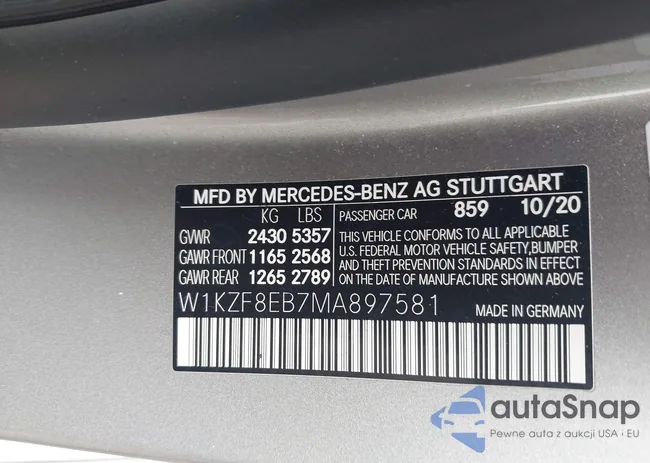 MFD BY MERCEDES-BENZ AG STUTTGART
KG LBS PASSENGER CAR 859 10/20
GVWR 2430 5357 THIS VEHICLE CONFORMS TO ALL APPLICABLE
U.S. FEDERAL MOTOR VEHICLE SAFETY,BUMPER
GAWR FRONT 1165 2568 AND THEFT PREVENTION STANDARDS IN EFFECT
GAWR REAR 1265 2789 ON THE DATE OF MANUFACTURE SHOWN ABOVE.
W1KZF8EB7MA897581 MADE IN GERMANY
autaSnap
Pewne auta z aukcji USA i EU